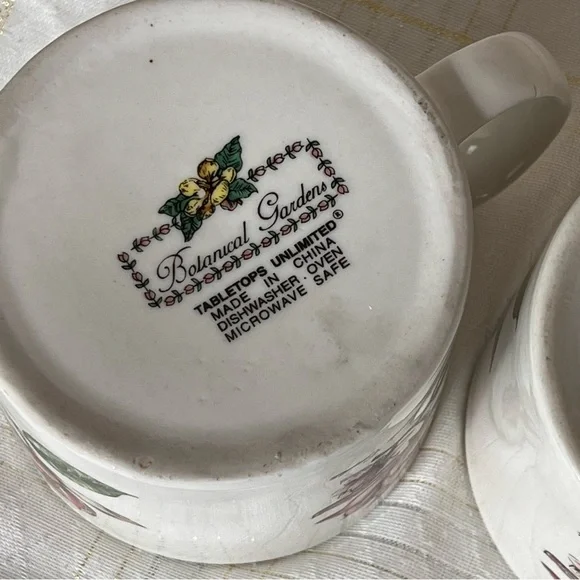 Botanical Gardens
TABLETOPS UNLIMITED®
MADE IN CHINA
DISHWASHER · OVEN
MICROWAVE SAFE